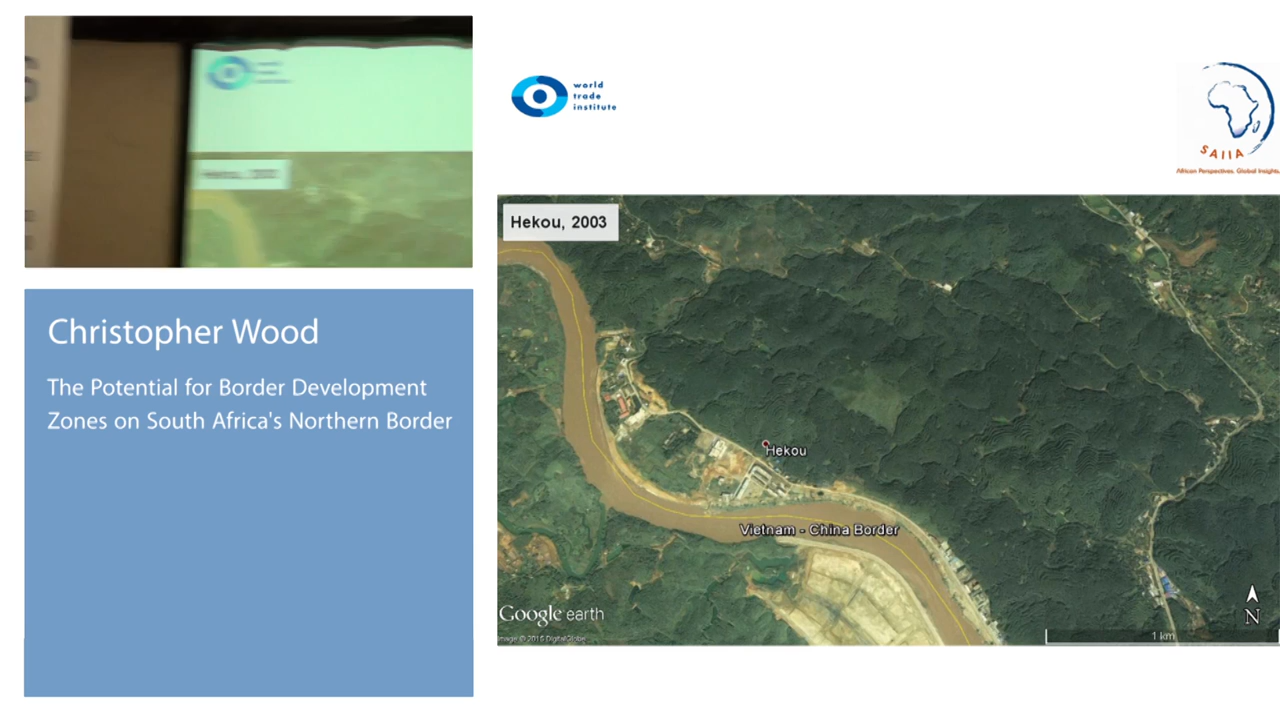 world
trade
institute
SAIIA
African Perspectives. Global Insights.
Hekou, 2003
Christopher Wood
The Potential for Border Development
Zones on South Africa's Northern Border
Hekou
Vietnam - China Border
Google earth
Image © 2015 DigitalGlobe
N
1 km